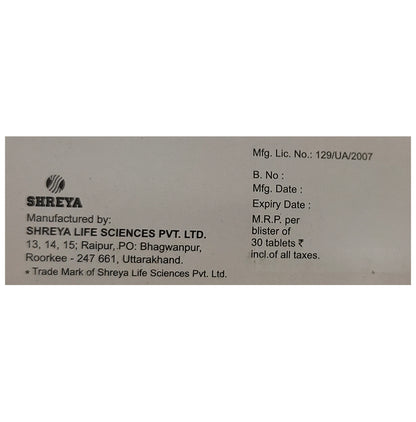 SHREYA
Manufactured by:
SHREYA LIFE SCIENCES PVT. LTD.
13, 14, 15; Raipur, PO: Bhagwanpur,
Roorkee - 247 661, Uttarakhand.
* Trade Mark of Shreya Life Sciences Pvt. Ltd.
Mfg. Lic. No.: 129/UA/2007
B. No :
Mfg. Date :
Expiry Date :
M.R.P. per
blister of
30 tablets ₹
incl.of all taxes.